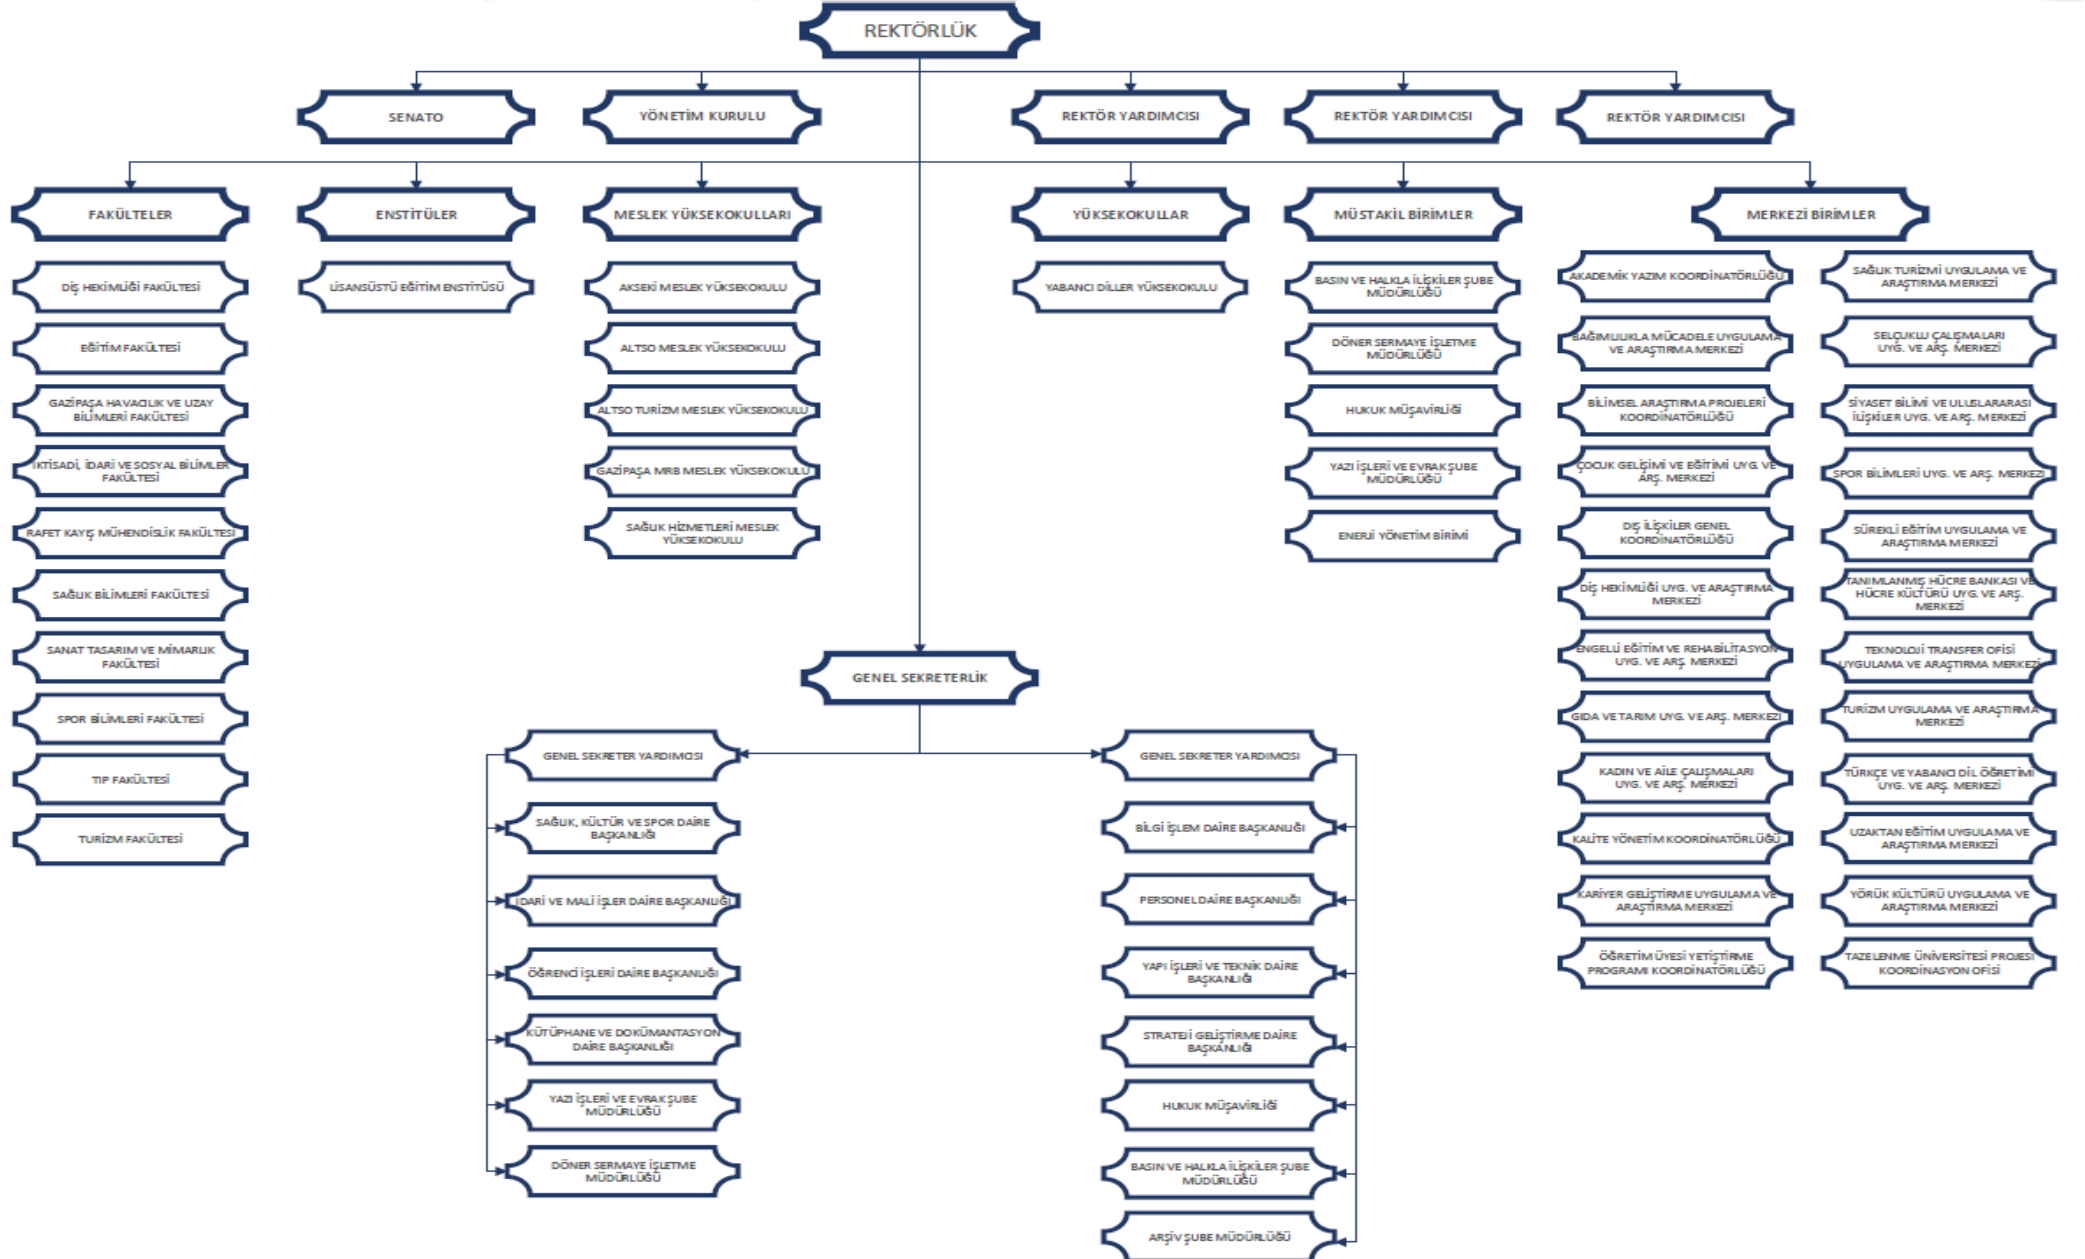 REKTÖRLÜK
SENATO
YÖNETİM KURULU
REKTÖR YARDIMCISI
REKTÖR YARDIMCISI
REKTÖR YARDIMCISI
FAKÜLTELER
DİŞ HEKİMLİĞİ FAKÜLTESİ
EĞİTİM FAKÜLTESİ
GAZİPAŞA HAVACILIK VE UZAY
BİLİMLERİ FAKÜLTESİ
İKTİSADİ, İDARİ VE SOSYAL BİLİMLER
FAKÜLTESİ
RAFET KAYIŞ MÜHENDİSLİK FAKÜLTESİ
SAĞLIK BİLİMLERİ FAKÜLTESİ
SANAT TASARIM VE MİMARLIK
FAKÜLTESİ
SPOR BİLİMLERİ FAKÜLTESİ
TIP FAKÜLTESİ
TURİZM FAKÜLTESİ
ENSTİTÜLER
LİSANSÜSTÜ EĞİTİM ENSTİTÜSÜ
MESLEK YÜKSEKOKULLARI
AKSEKİ MESLEK YÜKSEKOKULU
ALTSO MESLEK YÜKSEKOKULU
ALTSO TURİZM MESLEK YÜKSEKOKULU
GAZİPAŞA MRB MESLEK YÜKSEKOKULU
SAĞLIK HİZMETLERİ MESLEK
YÜKSEKOKULU
YÜKSEKOKULLAR
YABANCI DİLLER YÜKSEKOKULU
MÜSTAKİL BİRİMLER
BASIN VE HALKLA İLİŞKİLER ŞUBE
MÜDÜRLÜĞÜ
DÖNER SERMAYE İŞLETME
MÜDÜRLÜĞÜ
HUKUK MÜŞAVİRLİĞİ
YAZI İŞLERİ VE EVRAK ŞUBE
MÜDÜRLÜĞÜ
ENERJİ YÖNETİM BİRİMİ
MERKEZİ BİRİMLER
AKADEMİK YAZIM KOORDİNATÖRLÜĞÜ
BAĞIMLILIKLA MÜCADELE UYGULAMA
VE ARAŞTIRMA MERKEZİ
BİLİMSEL ARAŞTIRMA PROJELERİ
KOORDİNATÖRLÜĞÜ
ÇOCUK GELİŞİMİ VE EĞİTİMİ UYG. VE
ARŞ. MERKEZİ
DIŞ İLİŞKİLER GENEL
KOORDİNATÖRLÜĞÜ
DİŞ HEKİMLİĞİ UYG. VE ARAŞTIRMA
MERKEZİ
ENGELLİ EĞİTİM VE REHABİLİTASYON
UYG. VE ARŞ. MERKEZİ
GIDA VE TARIM UYG. VE ARŞ. MERKEZİ
KADIN VE AİLE ÇALIŞMALARI
UYG. VE ARŞ. MERKEZİ
KALİTE YÖNETİM KOORDİNATÖRLÜĞÜ
KARİYER GELİŞTİRME UYGULAMA VE
ARAŞTIRMA MERKEZİ
ÖĞRETİM ÜYESİ YETİŞTİRME
PROGRAMI KOORDİNATÖRLÜĞÜ
SAĞLIK TURİZMİ UYGULAMA VE
ARAŞTIRMA MERKEZİ
SELÇUKLU ÇALIŞMALARI
UYG. VE ARŞ. MERKEZİ
SİYASET BİLİMİ VE ULUSLARARASI
İLİŞKİLER UYG. VE ARŞ. MERKEZİ
SPOR BİLİMLERİ UYG. VE ARŞ. MERKEZİ
SÜREKLİ EĞİTİM UYGULAMA VE
ARAŞTIRMA MERKEZİ
TANIMLANMIŞ HÜCRE BANKASI VE
HÜCRE KÜLTÜRÜ UYG. VE ARŞ.
MERKEZİ
TEKNOLOJİ TRANSFER OFİSİ
UYGULAMA VE ARAŞTIRMA MERKEZİ
TURİZM UYGULAMA VE ARAŞTIRMA
MERKEZİ
TÜRKÇE VE YABANCI DİL ÖĞRETİMİ
UYG. VE ARŞ. MERKEZİ
UZAKTAN EĞİTİM UYGULAMA VE
ARAŞTIRMA MERKEZİ
YÖRÜK KÜLTÜRÜ UYGULAMA VE
ARAŞTIRMA MERKEZİ
TAZELENME ÜNİVERSİTESİ PROJESİ
KOORDİNASYON OFİSİ
GENEL SEKRETERLİK
GENEL SEKRETER YARDIMCISI
SAĞLIK, KÜLTÜR VE SPOR DAİRE
BAŞKANLIĞI
İDARİ VE MALİ İŞLER DAİRE BAŞKANLIĞI
ÖĞRENCİ İŞLERİ DAİRE BAŞKANLIĞI
KÜTÜPHANE VE DOKÜMANTASYON
DAİRE BAŞKANLIĞI
YAZI İŞLERİ VE EVRAK ŞUBE
MÜDÜRLÜĞÜ
DÖNER SERMAYE İŞLETME
MÜDÜRLÜĞÜ
GENEL SEKRETER YARDIMCISI
BİLGİ İŞLEM DAİRE BAŞKANLIĞI
PERSONEL DAİRE BAŞKANLIĞI
YAPI İŞLERİ VE TEKNİK DAİRE
BAŞKANLIĞI
STRATEJİ GELİŞTİRME DAİRE
BAŞKANLIĞI
HUKUK MÜŞAVİRLİĞİ
BASIN VE HALKLA İLİŞKİLER ŞUBE
MÜDÜRLÜĞÜ
ARŞİV ŞUBE MÜDÜRLÜĞÜ